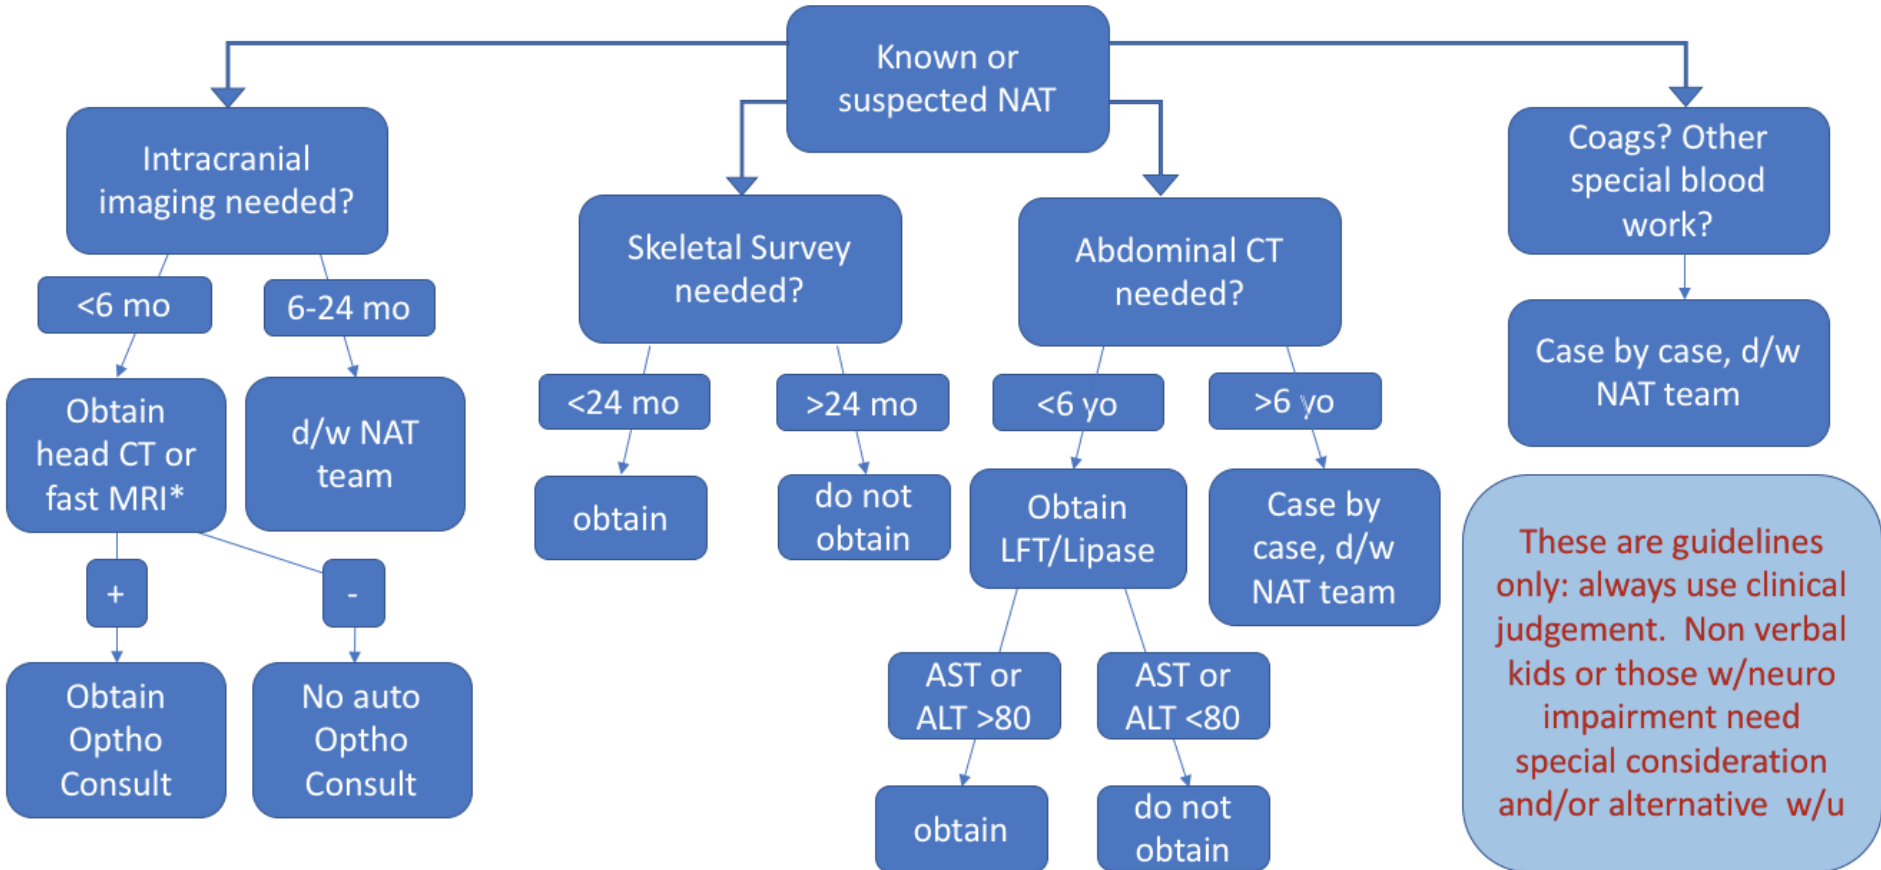 Known or
suspected NAT
Intracranial
imaging needed?
<6 mo
6-24 mo
Obtain
head CT or
fast MRI*
d/w NAT
team
+
-
Obtain
Optho
Consult
No auto
Optho
Consult
Skeletal Survey
needed?
<24 mo
>24 mo
obtain
do not
obtain
Abdominal CT
needed?
<6 yo
>6 yo
Obtain
LFT/Lipase
Case by
case, d/w
NAT team
AST or
ALT >80
AST or
ALT <80
obtain
do not
obtain
Coags? Other
special blood
work?
Case by case, d/w
NAT team
These are guidelines
only: always use clinical
judgement.  Non verbal
kids or those w/neuro
impairment need
special consideration
and/or alternative  w/u